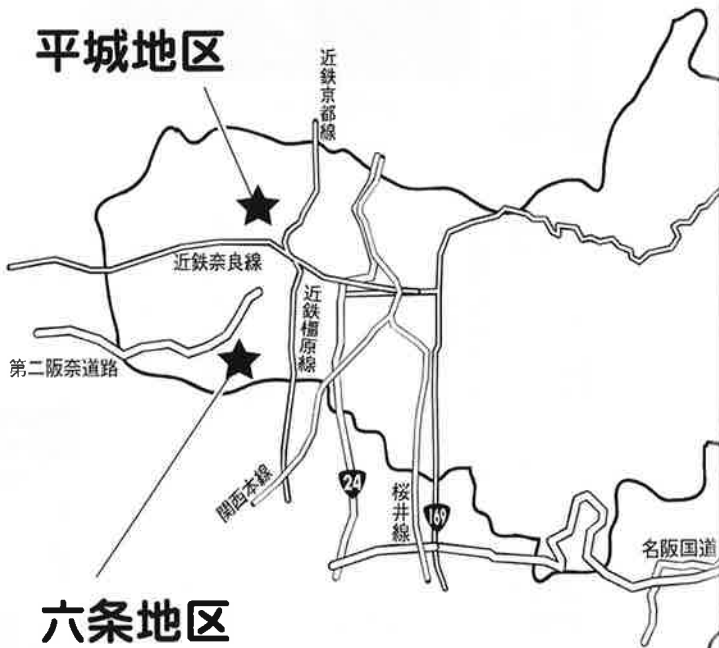 平城地区
近鉄京都線
近鉄奈良線
近鉄橿原線
第二阪奈道路
関西本線
24
桜井線
169
名阪国道
六条地区